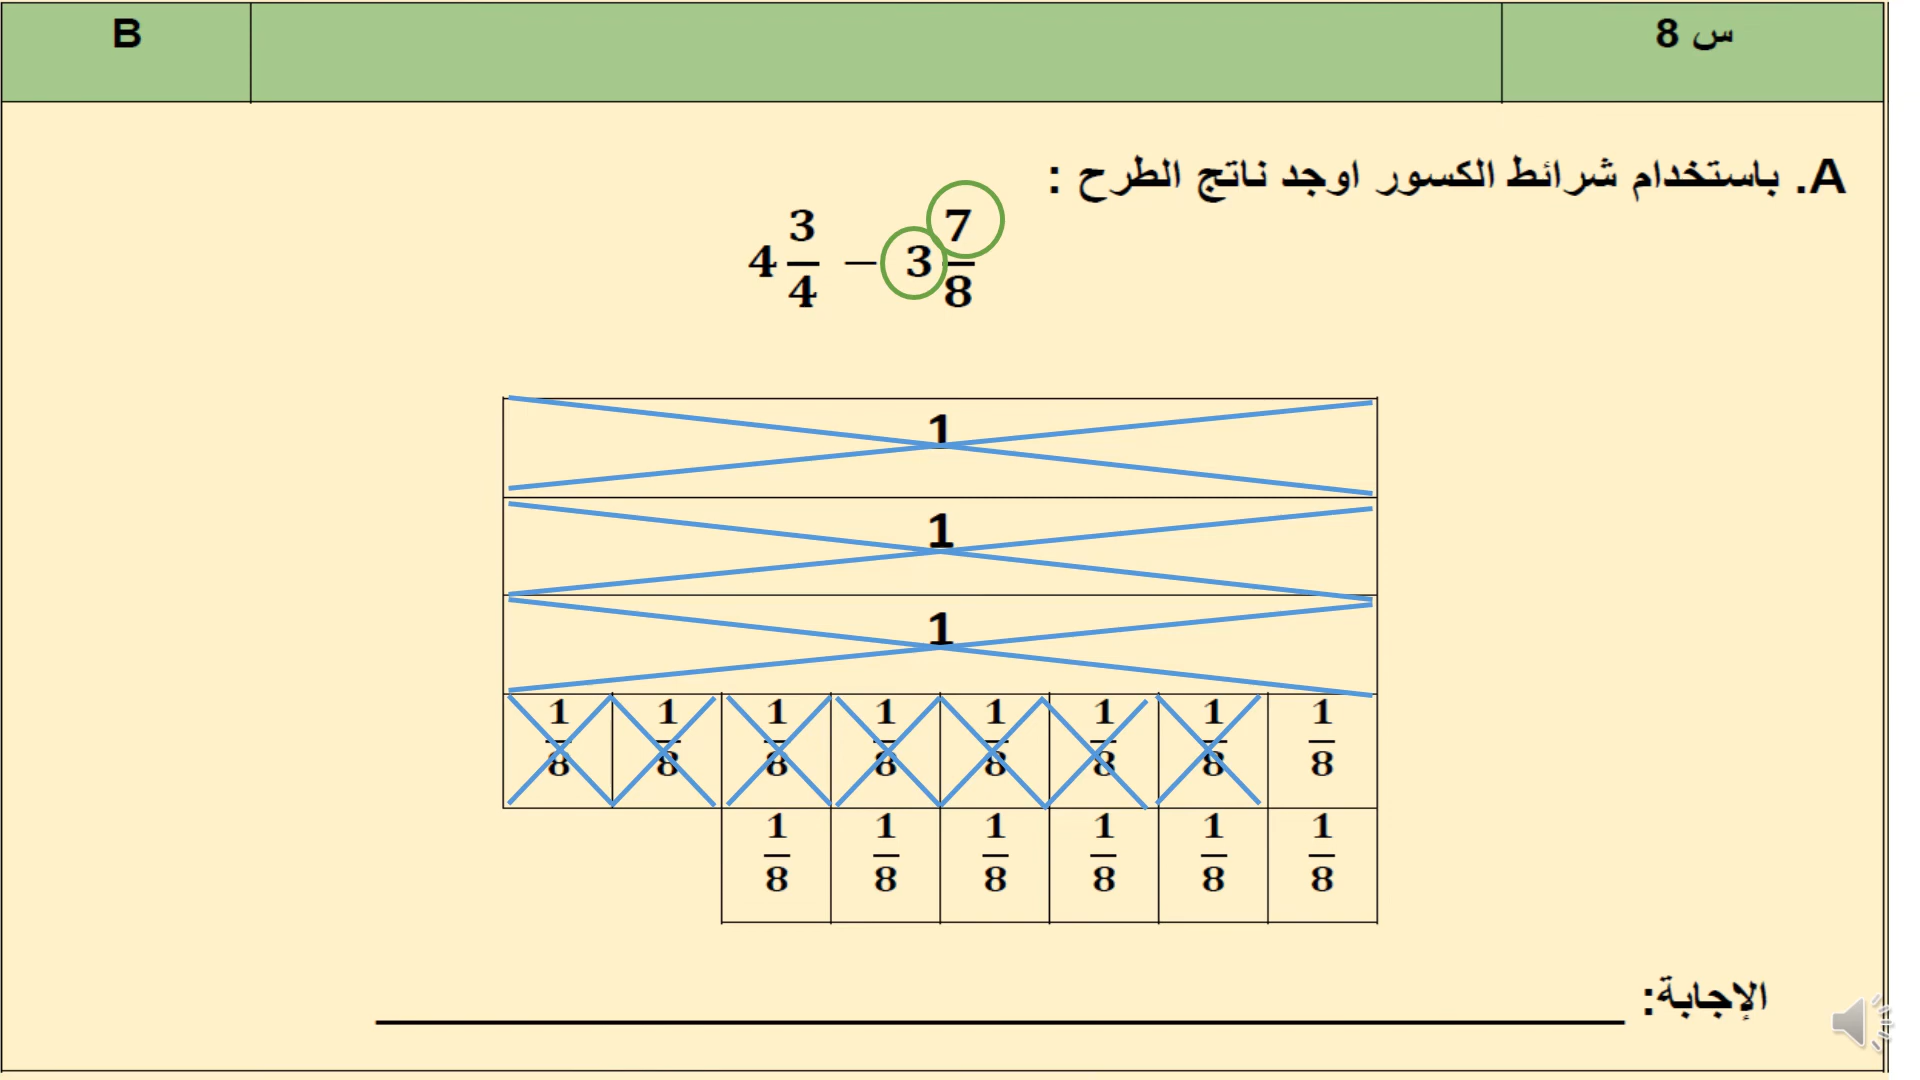 س 8
B
A. باستخدام شرائط الكسور اوجد ناتج الطرح :
4 3/4 − 3 7/8
1
1
1
1/8 1/8 1/8 1/8 1/8 1/8 1/8 1/8
1/8 1/8 1/8 1/8 1/8 1/8
الإجابة: